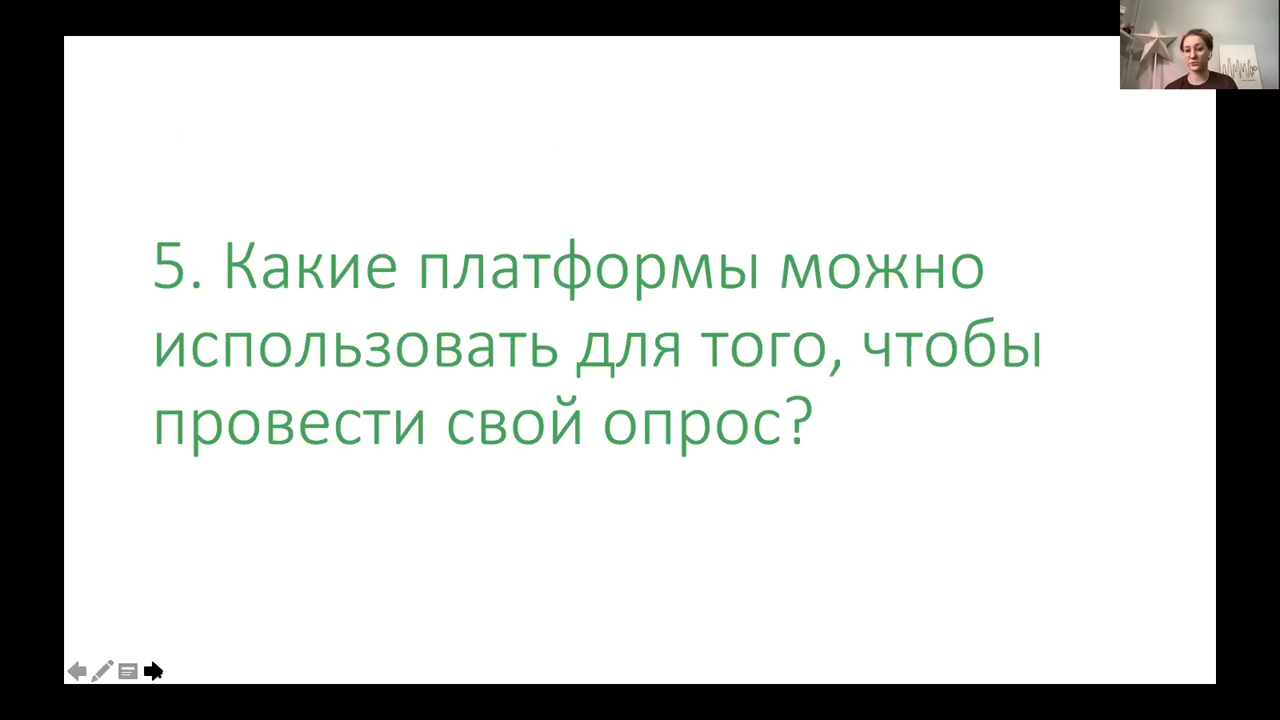 5. Какие платформы можно
использовать для того, чтобы
провести свой опрос?